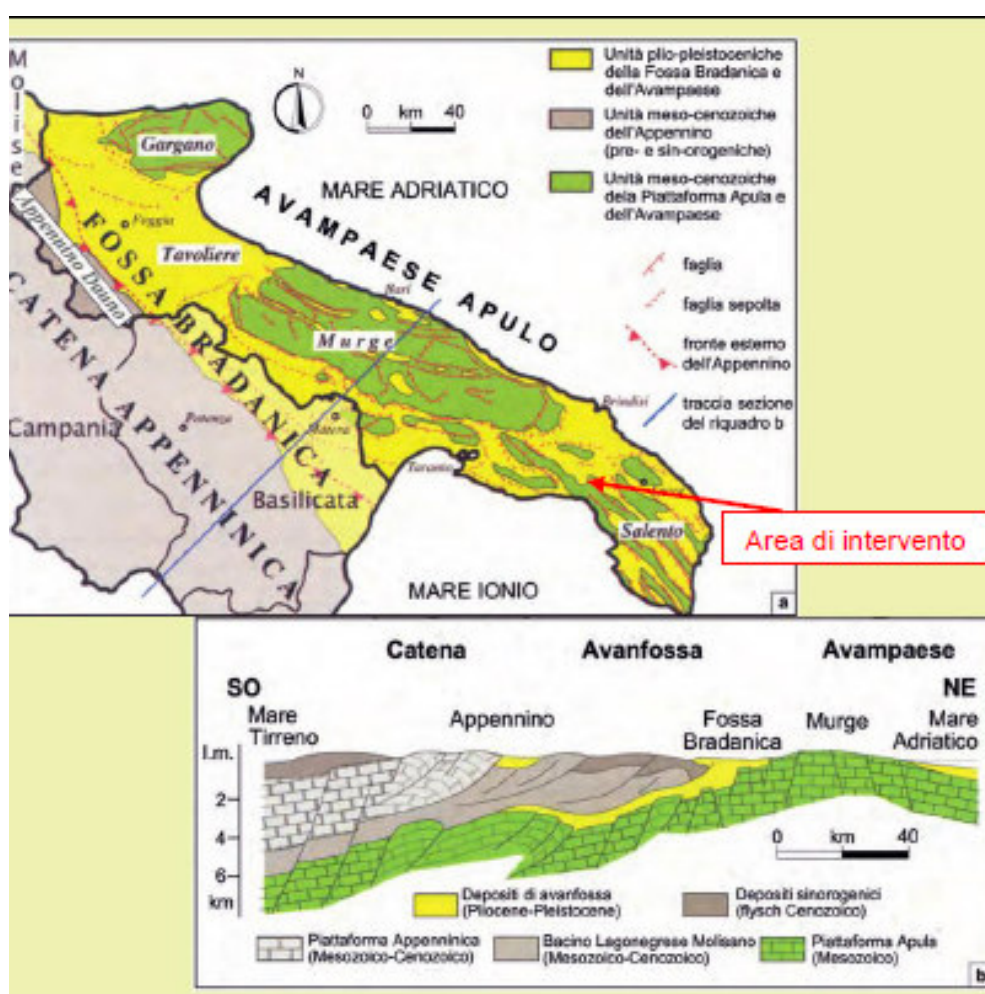 Molise
Unità plio-pleistoceniche
della Fossa Bradanica e
dell'Avampaese
Unità meso-cenozoiche
dell'Appennino
(pre- e sin-orogeniche)
Unità meso-cenozoiche
dela Piattaforma Apula e
dell'Avampaese
N
0 km 40
Gargano
MARE ADRIATICO
AVAMPAESE APULO
Foggia
Tavoliere
FOSSA BRADANICA
Appennino Dauno
CATENA APPENNINICA
Bari
Murge
faglia
faglia sepolta
fronte esterno
dell'Appennino
traccia sezione
del riquadro b
Brindisi
Campania
Potenza
Matera
Taranto
Basilicata
Salento
Area di intervento
MARE IONIO
a
Catena Avanfossa Avampaese
SO NE
Mare
Tirreno
Appennino
Fossa
Bradanica
Murge
Mare
Adriatico
l.m.
2
4
6
km
0 km 40
Depositi di avanfossa
(Pliocene-Pleistocene)
Depositi sinorogenici
(flysch Cenozoico)
Piattaforma Appenninica
(Mesozoico-Cenozoico)
Bacino Lagonegrese Molisano
(Mesozoico-Cenozoico)
Piattaforma Apula
(Mesozoico)
b